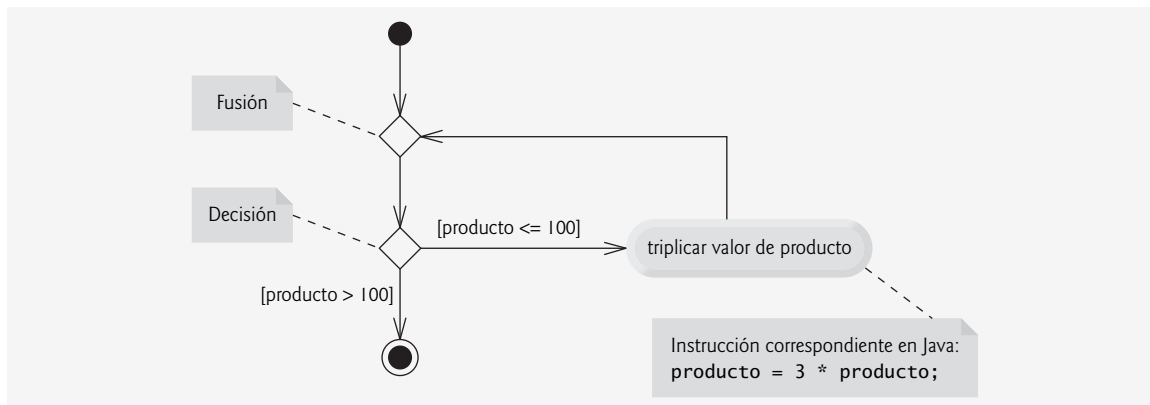 Fusión
Decisión
[producto <= 100]
triplicar valor de producto
[producto > 100]
Instrucción correspondiente en Java:
producto = 3 * producto;